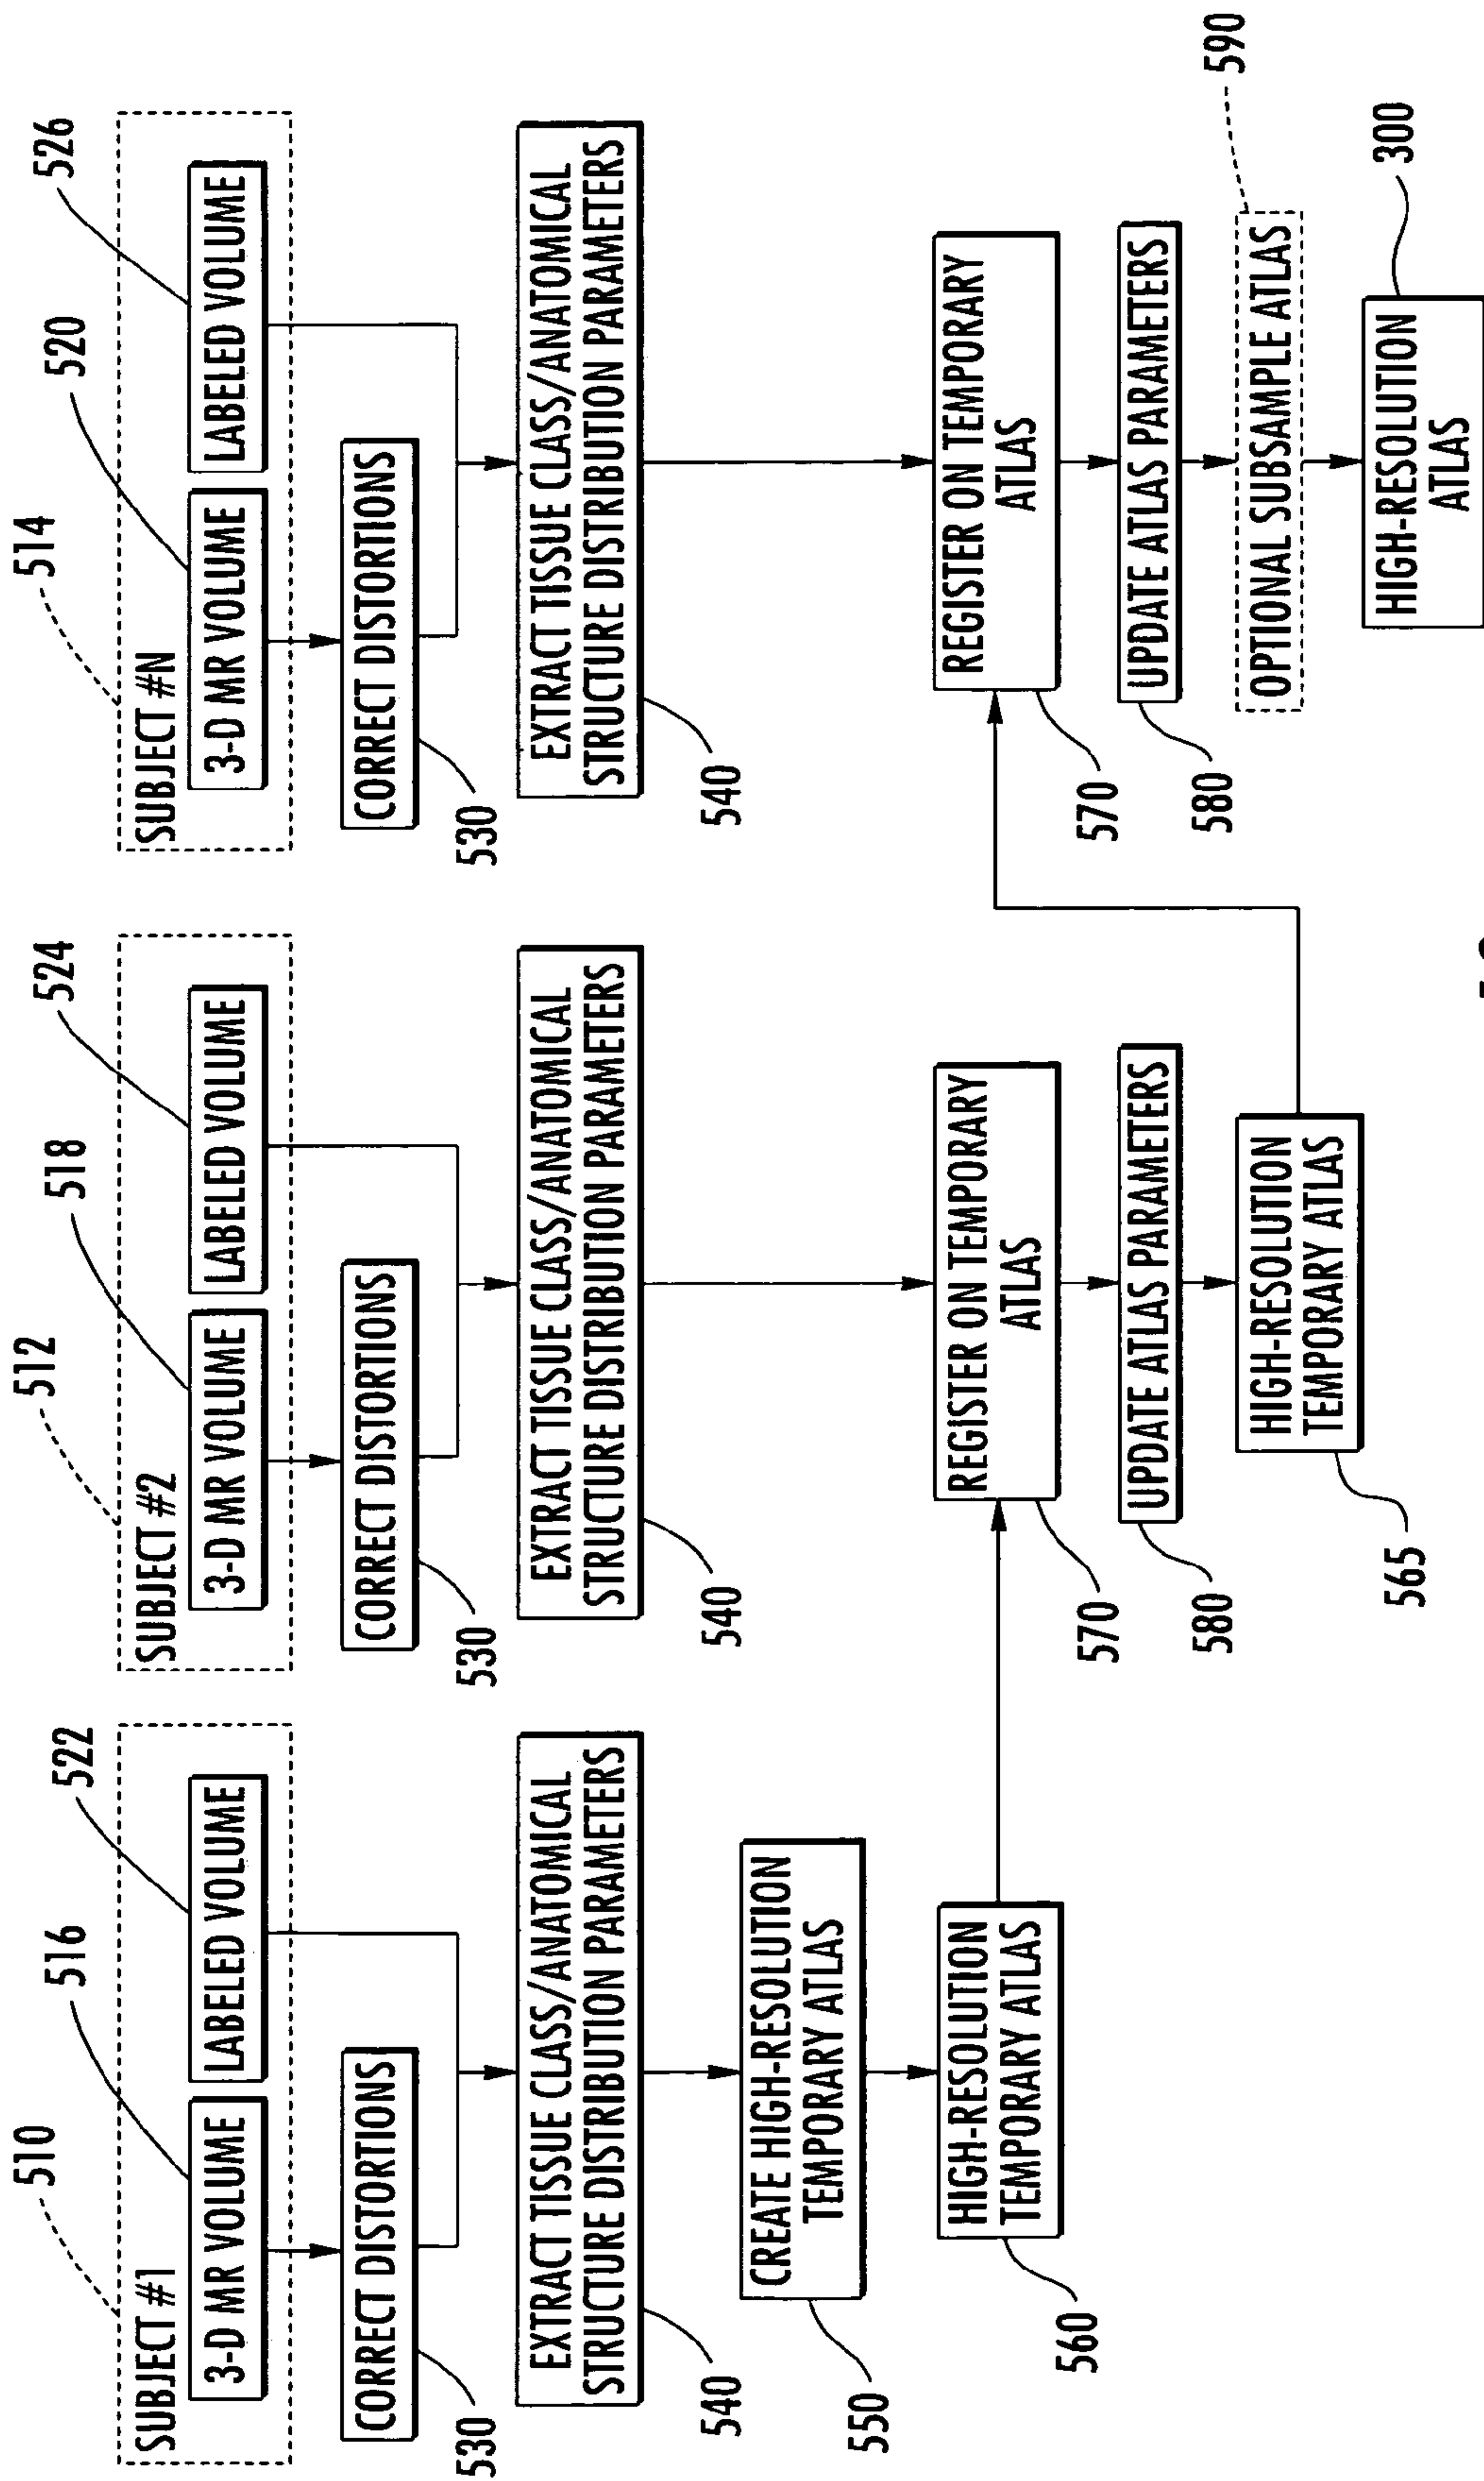 510
516
522
SUBJECT #1
3-D MR VOLUME
LABELED VOLUME
CORRECT DISTORTIONS
530
EXTRACT TISSUE CLASS/ANATOMICAL
STRUCTURE DISTRIBUTION PARAMETERS
540
CREATE HIGH-RESOLUTION
TEMPORARY ATLAS
550
HIGH-RESOLUTION
TEMPORARY ATLAS
560
512
518
524
SUBJECT #2
3-D MR VOLUME
LABELED VOLUME
CORRECT DISTORTIONS
530
EXTRACT TISSUE CLASS/ANATOMICAL
STRUCTURE DISTRIBUTION PARAMETERS
540
REGISTER ON TEMPORARY
ATLAS
570
UPDATE ATLAS PARAMETERS
580
HIGH-RESOLUTION
TEMPORARY ATLAS
565
514
520
526
SUBJECT #N
3-D MR VOLUME
LABELED VOLUME
CORRECT DISTORTIONS
530
EXTRACT TISSUE CLASS/ANATOMICAL
STRUCTURE DISTRIBUTION PARAMETERS
540
REGISTER ON TEMPORARY
ATLAS
570
UPDATE ATLAS PARAMETERS
580
OPTIONAL SUBSAMPLE ATLAS
590
HIGH-RESOLUTION
ATLAS
300